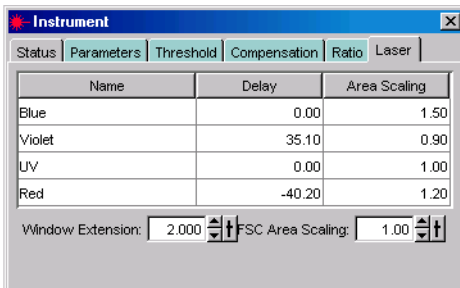 Instrument
Status Parameters Threshold Compensation Ratio Laser
Name Delay Area Scaling
Blue 0.00 1.50
Violet 35.10 0.90
UV 0.00 1.00
Red -40.20 1.20
Window Extension: 2.000 FSC Area Scaling: 1.00